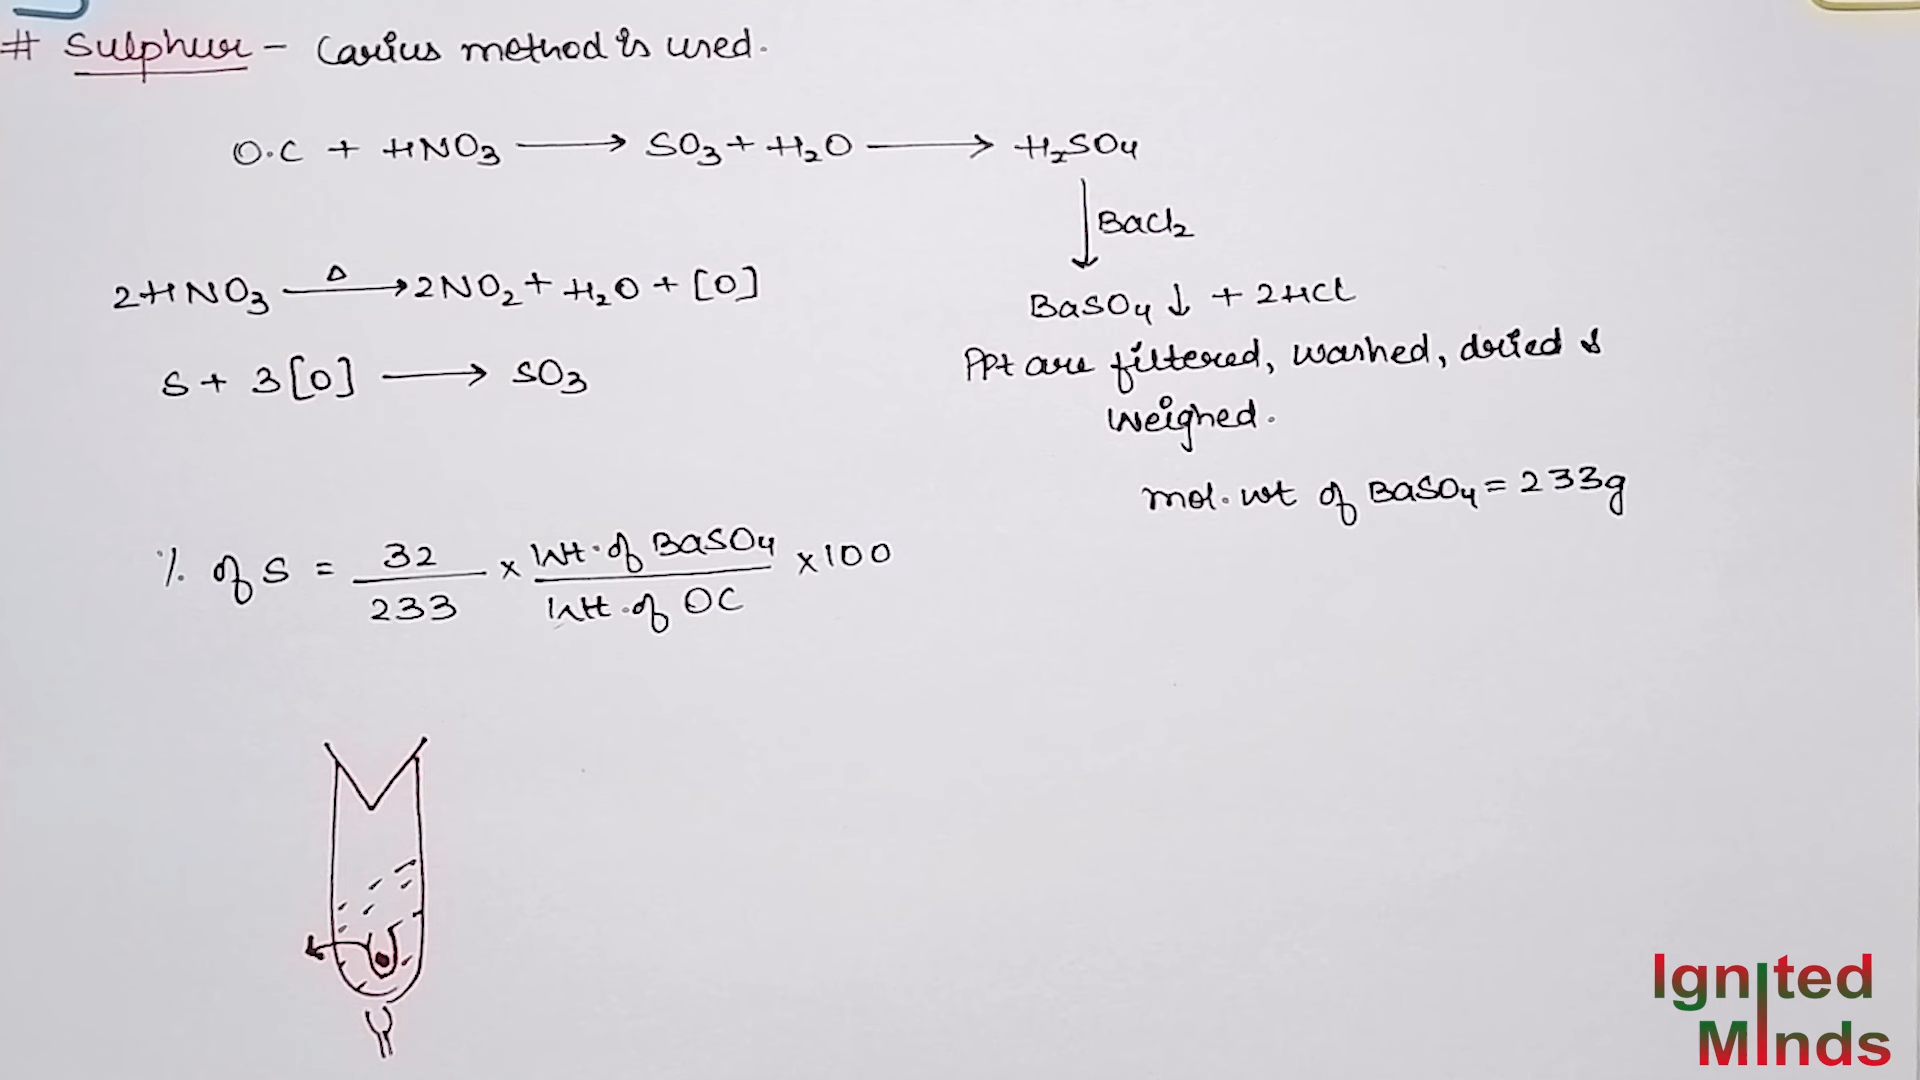 # Sulphur - Carius method is used.
O.C + HNO3 → SO3 + H2O → H2SO4
↓ BaCl2
2HNO3 —Δ→ 2NO2 + H2O + [O]
BaSO4 ↓ + 2HCl
S + 3[O] → SO3
Ppt are filtered, washed, dried &
weighed.
mol. wt of BaSO4 = 233g
% of S = 32/233 × Wt. of BaSO4/Wt. of OC × 100
Ignited
Minds